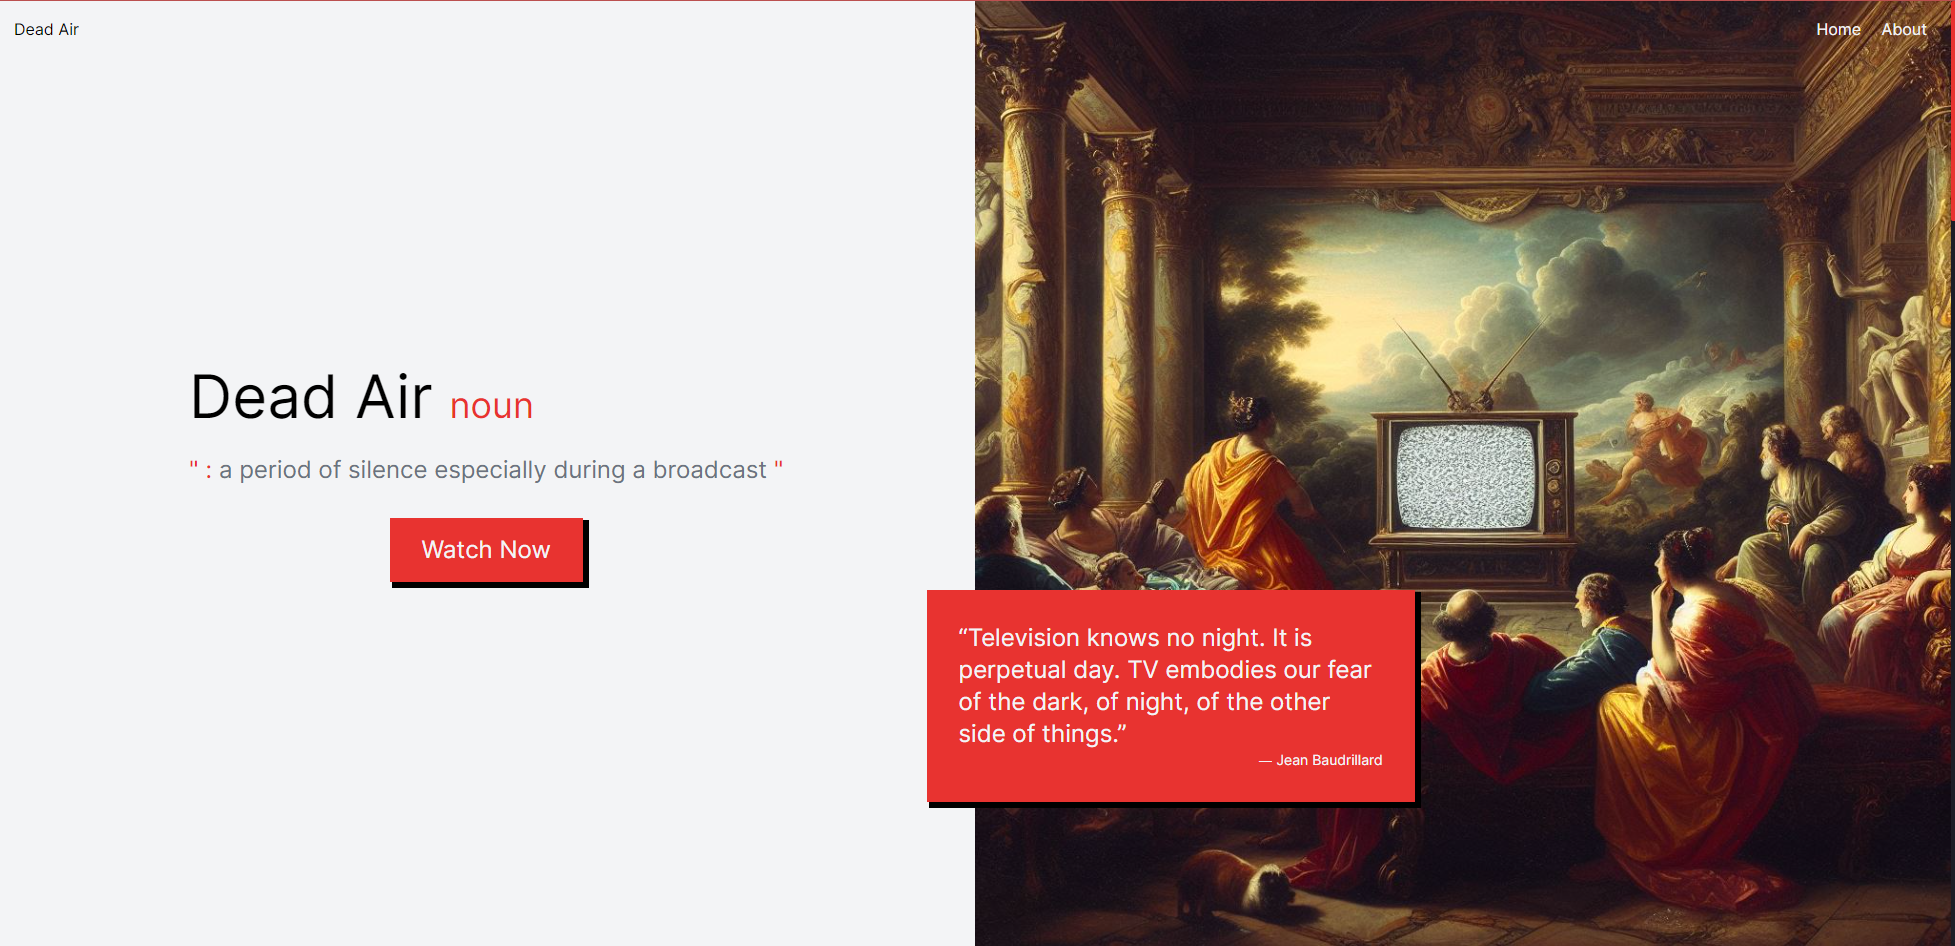 Dead Air
Home About
Dead Air noun
" : a period of silence especially during a broadcast "
Watch Now
“Television knows no night. It is
perpetual day. TV embodies our fear
of the dark, of night, of the other
side of things.”
— Jean Baudrillard